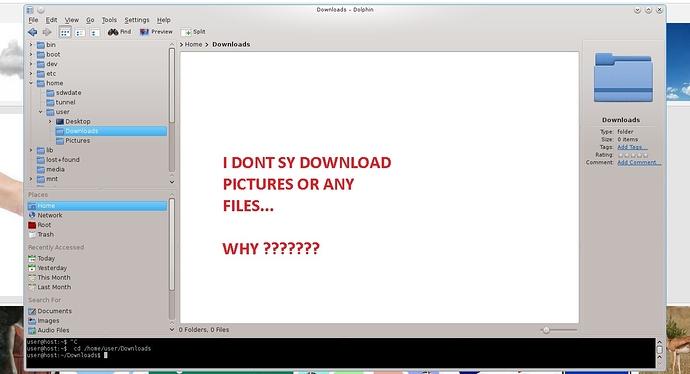 Downloads – Dolphin
File Edit View Go Tools Settings Help
Find Preview Split
bin
boot
dev
etc
home
sdwdate
tunnel
user
Desktop
Downloads
Pictures
lib
lost+found
media
mnt
Places
Home
Network
Root
Trash
Recently Accessed
Today
Yesterday
This Month
Last Month
Search For
Documents
Images
Audio Files
Home > Downloads
I DONT SY DOWNLOAD
PICTURES OR ANY
FILES...
WHY ???????
0 Folders, 0 Files
Downloads
Type: folder
Size: 0 items
Tags: Add Tags...
Rating:
Comment: Add Comment...
user@host:~$ ^C
user@host:~$ cd /home/user/Downloads
user@host:~/Downloads$